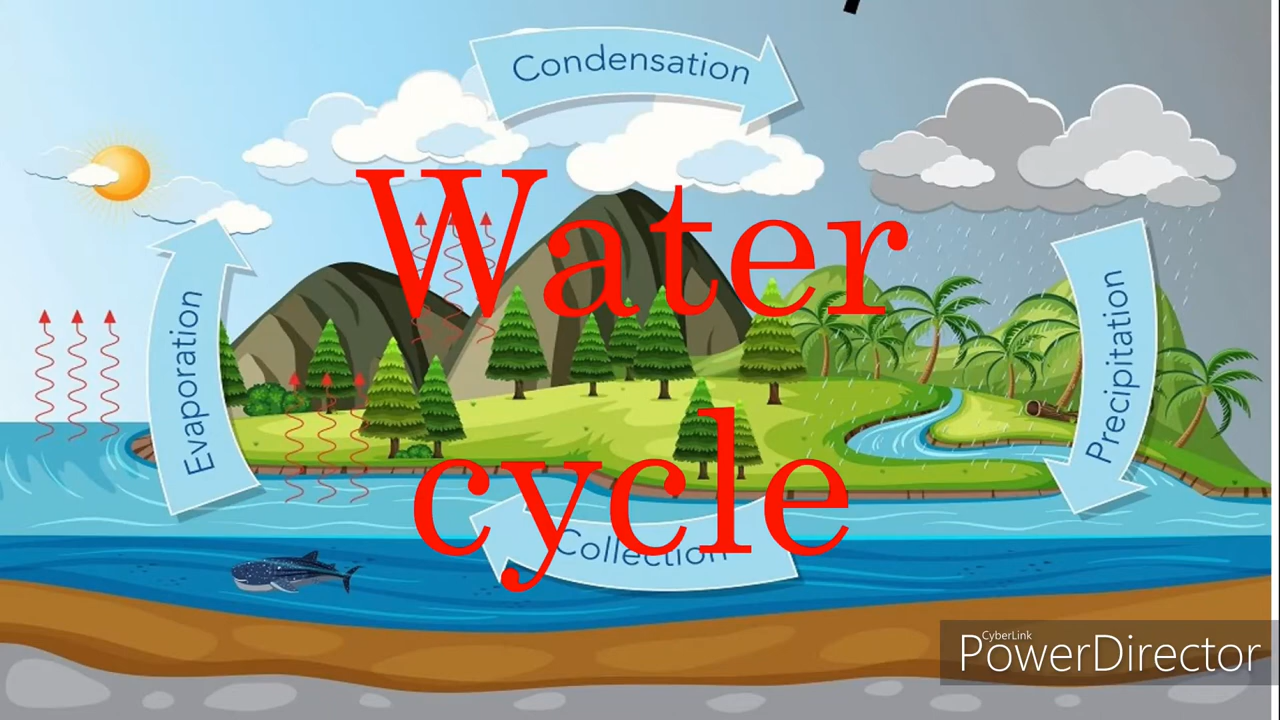 Condensation
Water
Evaporation
Precipitation
cycle
Collection
CyberLink
PowerDirector